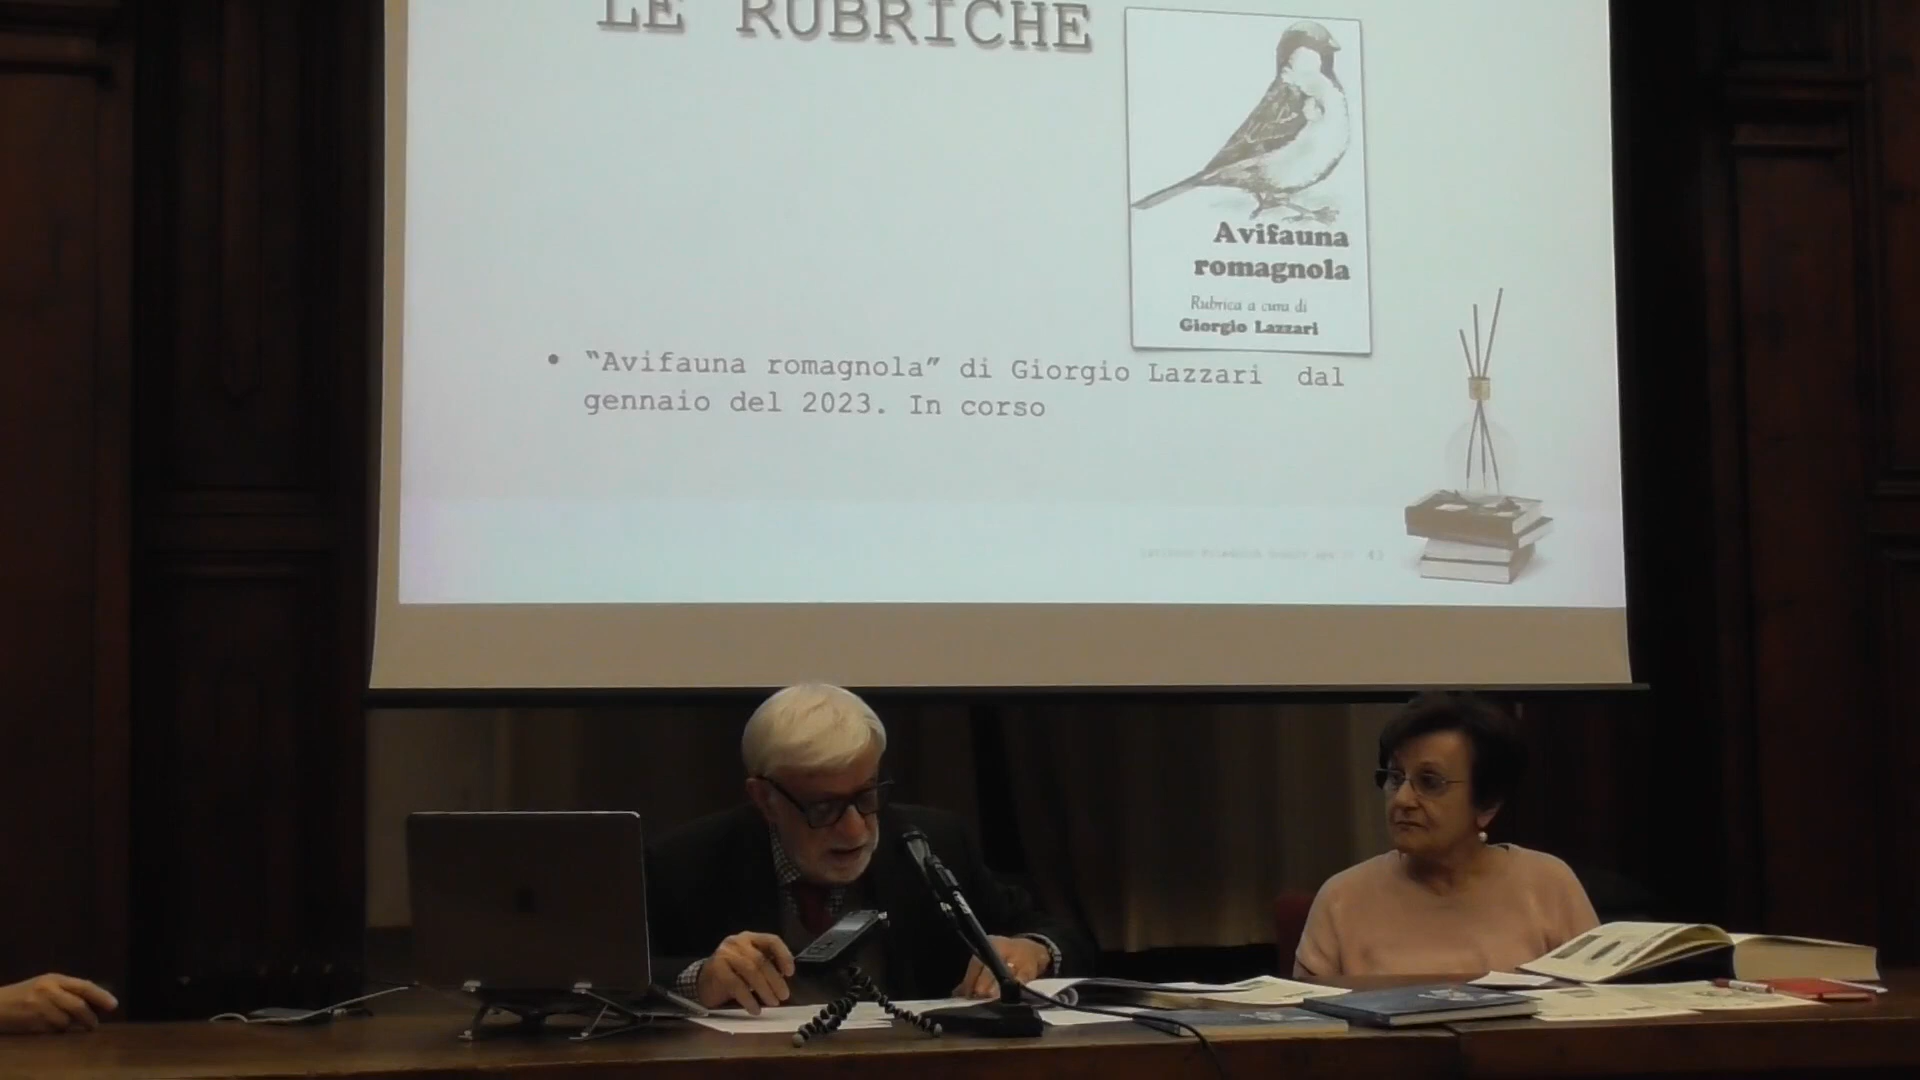 LE RUBRICHE
Avifauna
romagnola
Rubrica a cura di
Giorgio Lazzari
• “Avifauna romagnola” di Giorgio Lazzari dal
gennaio del 2023. In corso